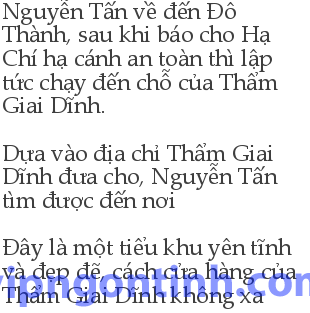 Nguyễn Tấn về đến Đô
Thành, sau khi báo cho Hạ
Chí hạ cánh an toàn thì lập
tức chạy đến chỗ của Thẩm
Giai Dĩnh.
Dựa vào địa chỉ Thẩm Giai
Dĩnh đưa cho, Nguyễn Tấn
tìm được đến nơi
Đây là một tiểu khu yên tĩnh
và đẹp đẽ, cách cửa hàng của
Thẩm Giai Dĩnh không xa
vipngontinh.com